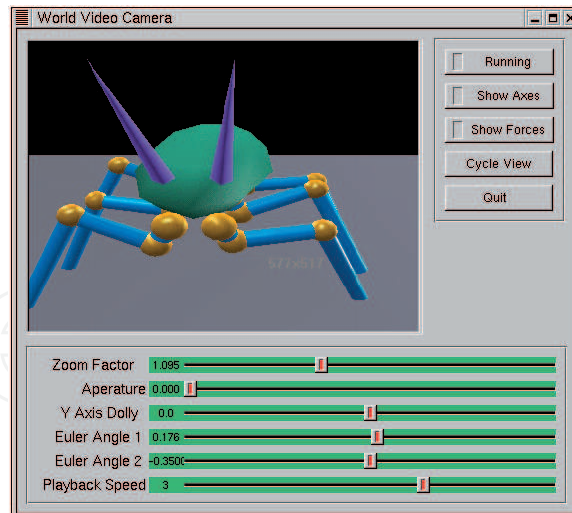 World Video Camera
Running
Show Axes
Show Forces
Cycle View
Quit
577x517
Zoom Factor 1.095
Aperature 0.000
Y Axis Dolly 0.0
Euler Angle 1 0.176
Euler Angle 2 -0.3500
Playback Speed 3